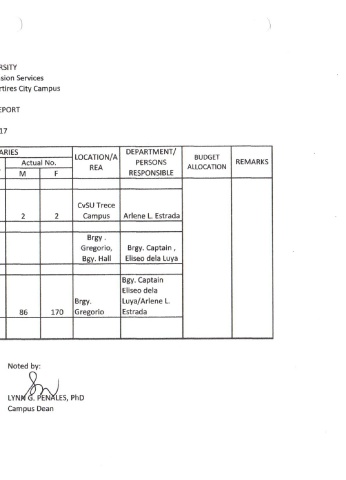 RSITY
sion Services
rtires City Campus
EPORT
17
ARIES
Actual No.
M F
LOCATION/A
REA
DEPARTMENT/
PERSONS
RESPONSIBLE
BUDGET
ALLOCATION
REMARKS
2 2
CvSU Trece
Campus
Arlene L. Estrada
Brgy .
Gregorio,
Bgy. Hall
Brgy. Captain ,
Eliseo dela Luya
86 170
Brgy.
Gregorio
Bgy. Captain
Eliseo dela
Luya/Arlene L.
Estrada
Noted by:
LYNN G. PENALES, PhD
Campus Dean